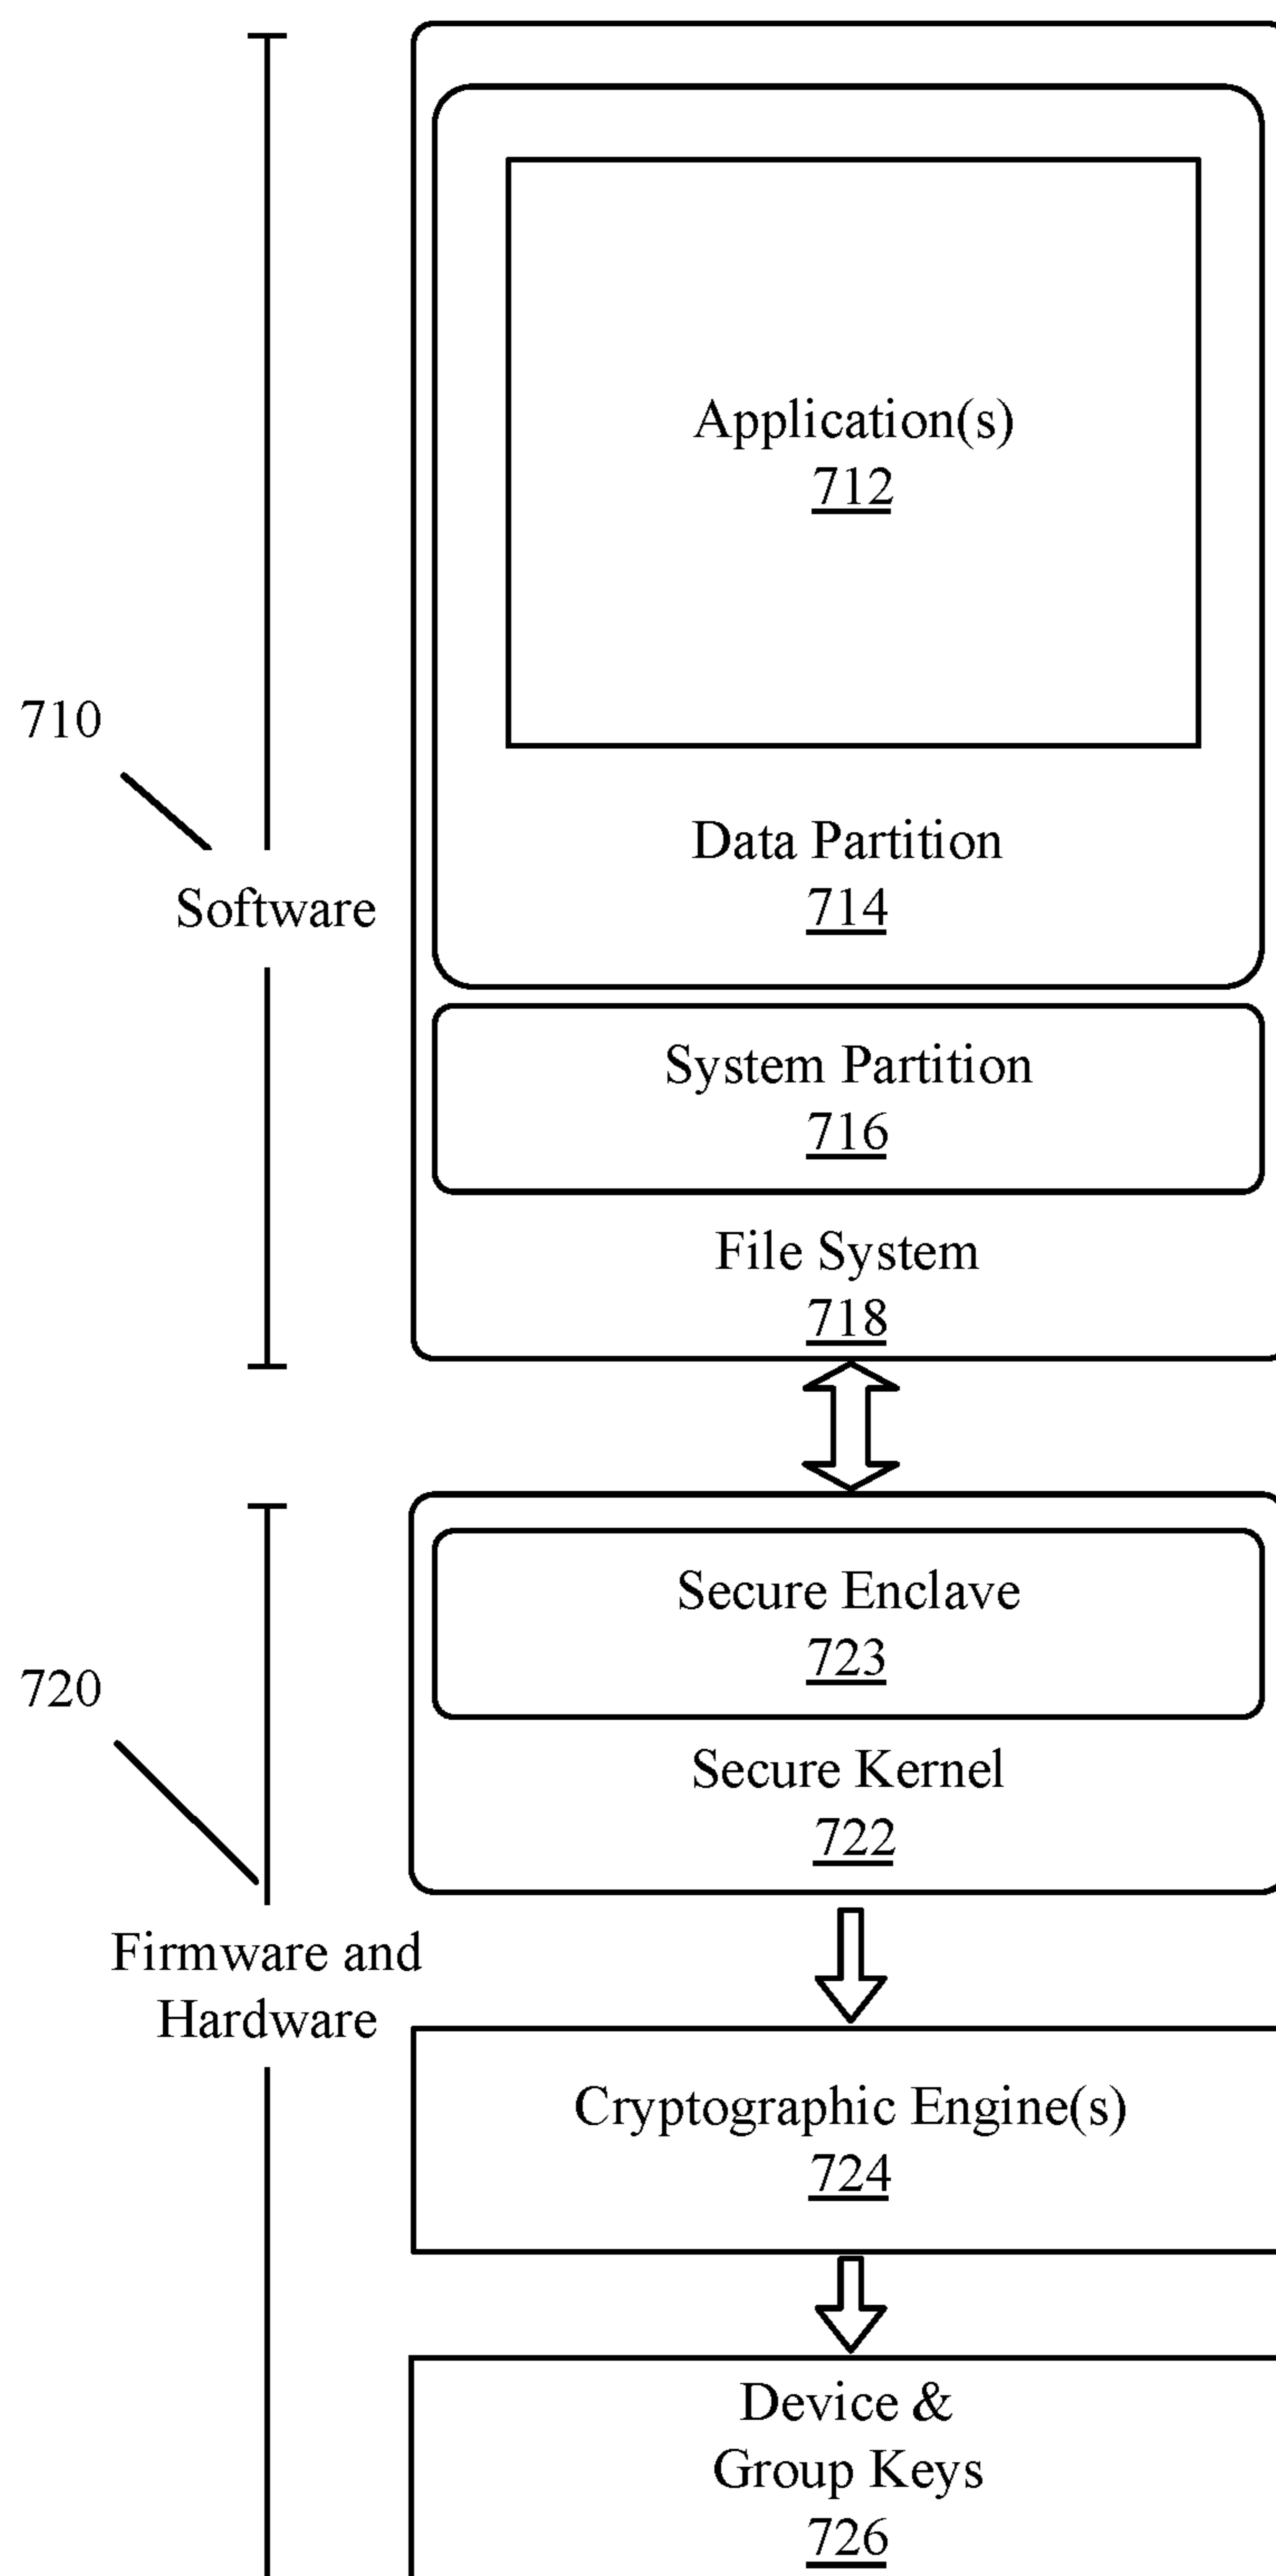 Application(s)
712
710
Data Partition
714
Software
System Partition
716
File System
718
Secure Enclave
723
720
Secure Kernel
722
Firmware and
Hardware
Cryptographic Engine(s)
724
Device &
Group Keys
726